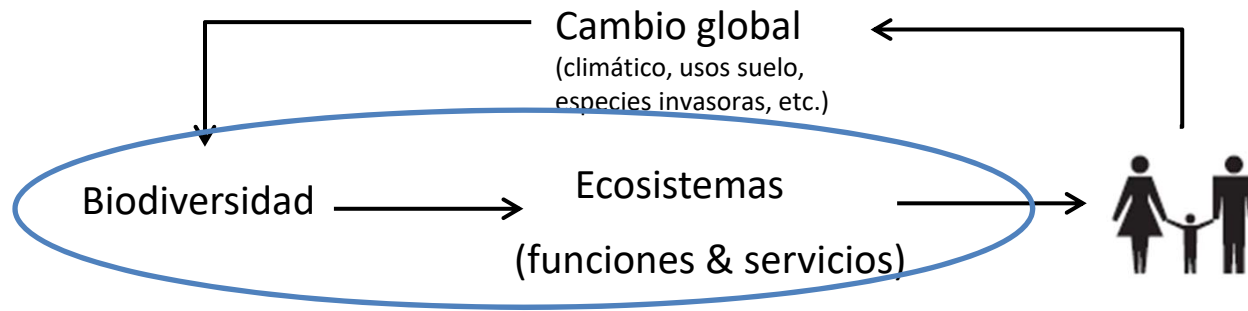 Cambio global
(climático, usos suelo,
especies invasoras, etc.)
Biodiversidad
Ecosistemas
(funciones & servicios)